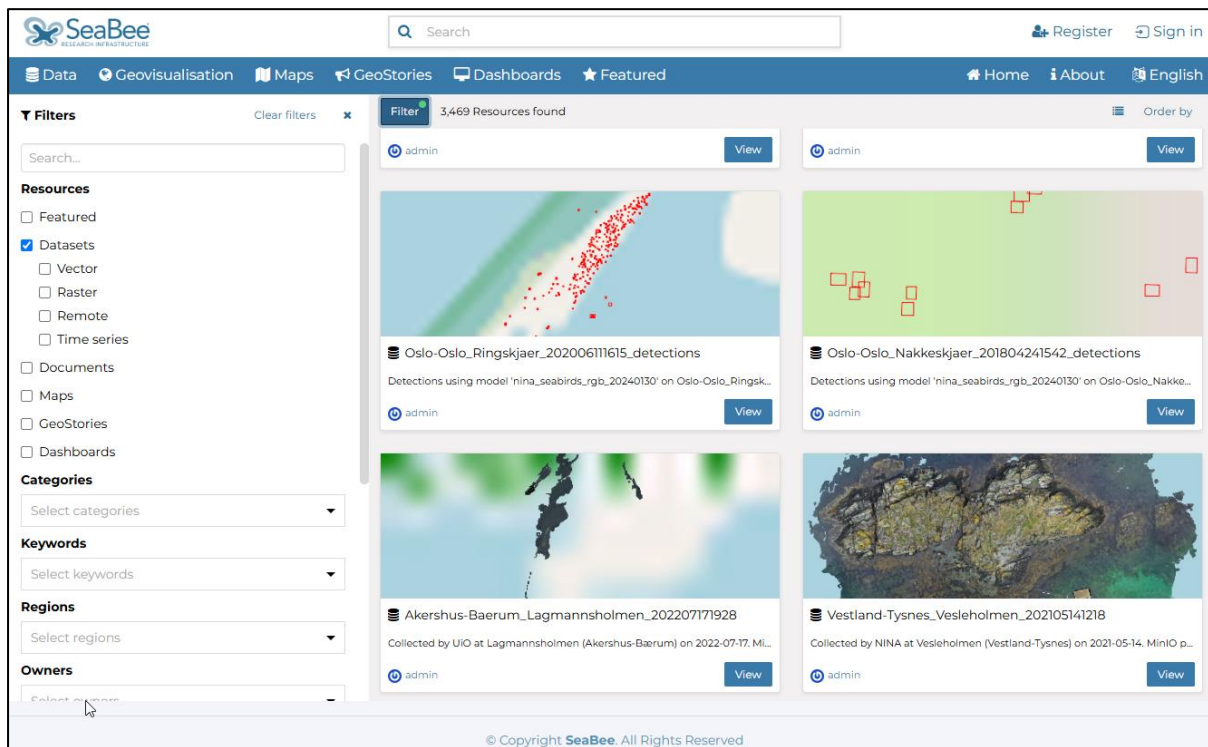 SeaBee
RESEARCH INFRASTRUCTURE
Search
Register
Sign in
Data
Geovisualisation
Maps
GeoStories
Dashboards
Featured
Home
About
English
Filters
Clear filters
Filter
3,469 Resources found
Order by
Search...
Resources
Featured
Datasets
Vector
Raster
Remote
Time series
Documents
Maps
GeoStories
Dashboards
Categories
Select categories
Keywords
Select keywords
Regions
Select regions
Owners
Select owners
admin
View
admin
View
Oslo-Oslo_Ringskjaer_202006111615_detections
Detections using model 'nina_seabirds_rgb_20240130' on Oslo-Oslo_Ringsk...
admin
View
Oslo-Oslo_Nakkeskjaer_201804241542_detections
Detections using model 'nina_seabirds_rgb_20240130' on Oslo-Oslo_Nakke...
admin
View
Akershus-Baerum_Lagmannsholmen_202207171928
Collected by UiO at Lagmannsholmen (Akershus-Bærum) on 2022-07-17. Mi...
admin
View
Vestland-Tysnes_Vesleholmen_202105141218
Collected by NINA at Vesleholmen (Vestland-Tysnes) on 2021-05-14. MinIO p...
admin
View
© Copyright SeaBee. All Rights Reserved